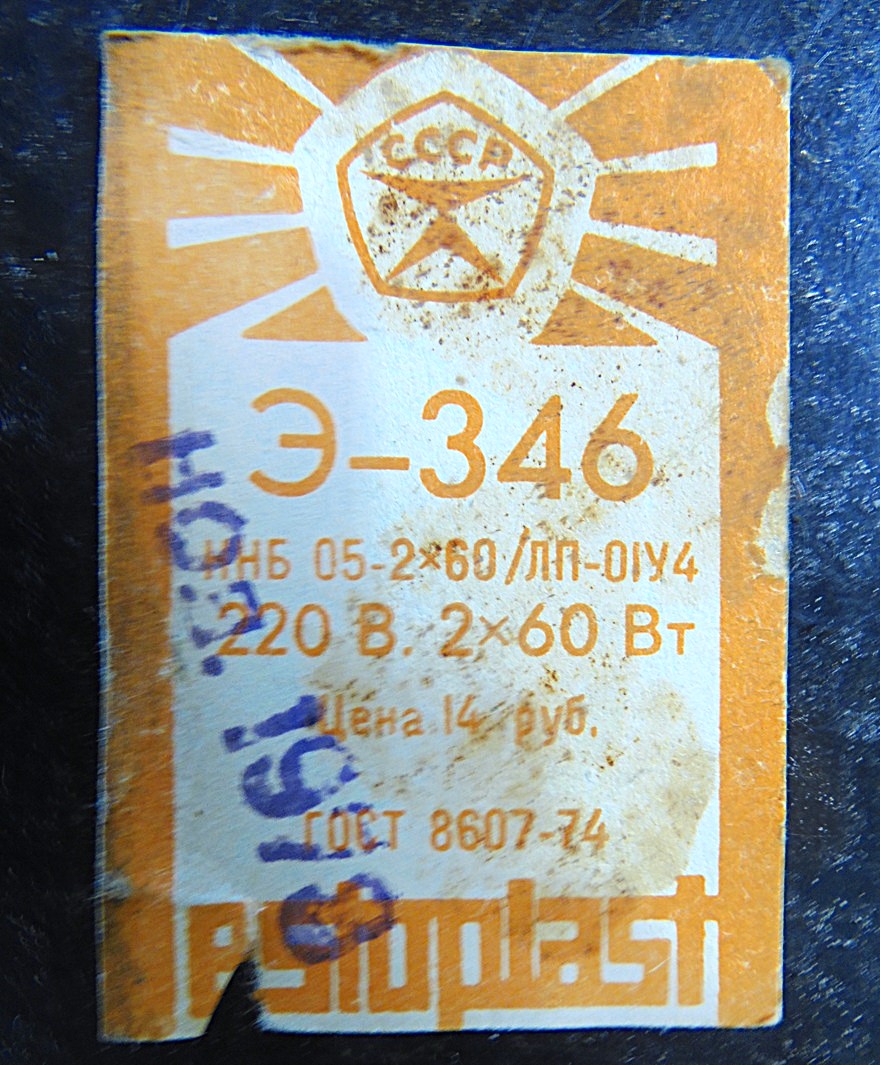 СССР
Э-346
ННБ 05-2×60/ЛП-01У4
220 В. 2×60 Вт
Цена 14 руб.
ГОСТ 8607-74
estoplast
НОЯ.